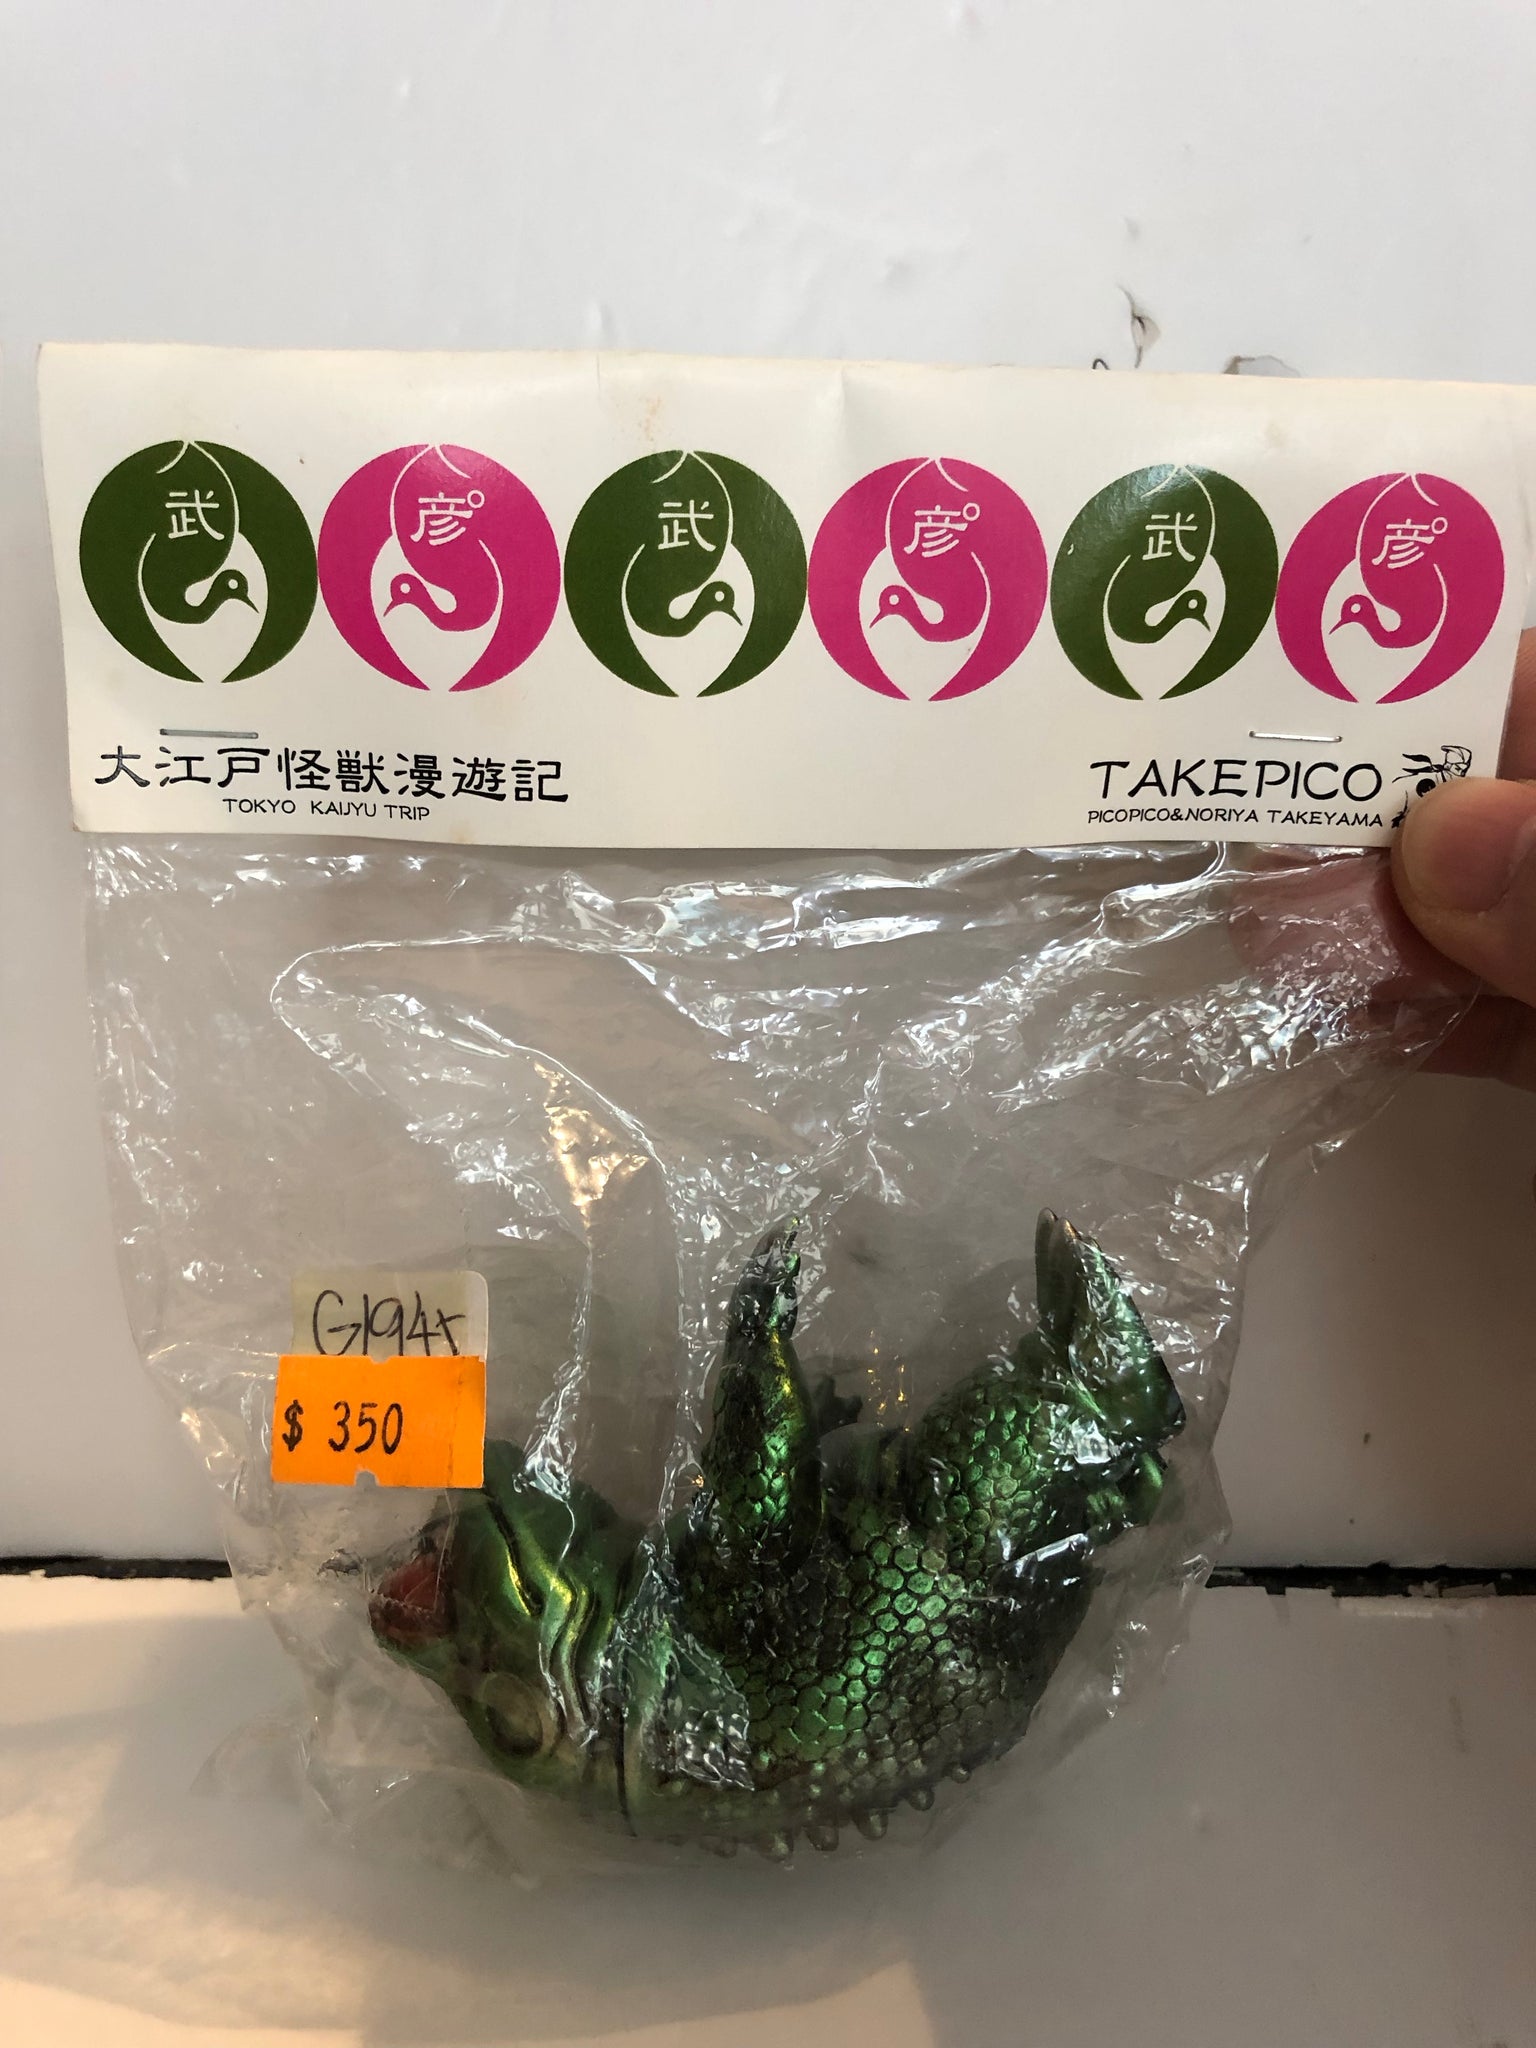 武 彦゜ 武 彦゜ 武 彦゜
大江戸怪獣漫遊記
TOKYO KAIJYU TRIP
TAKEPICO
PICOPICO&NORIYA TAKEYAMA
$ 350